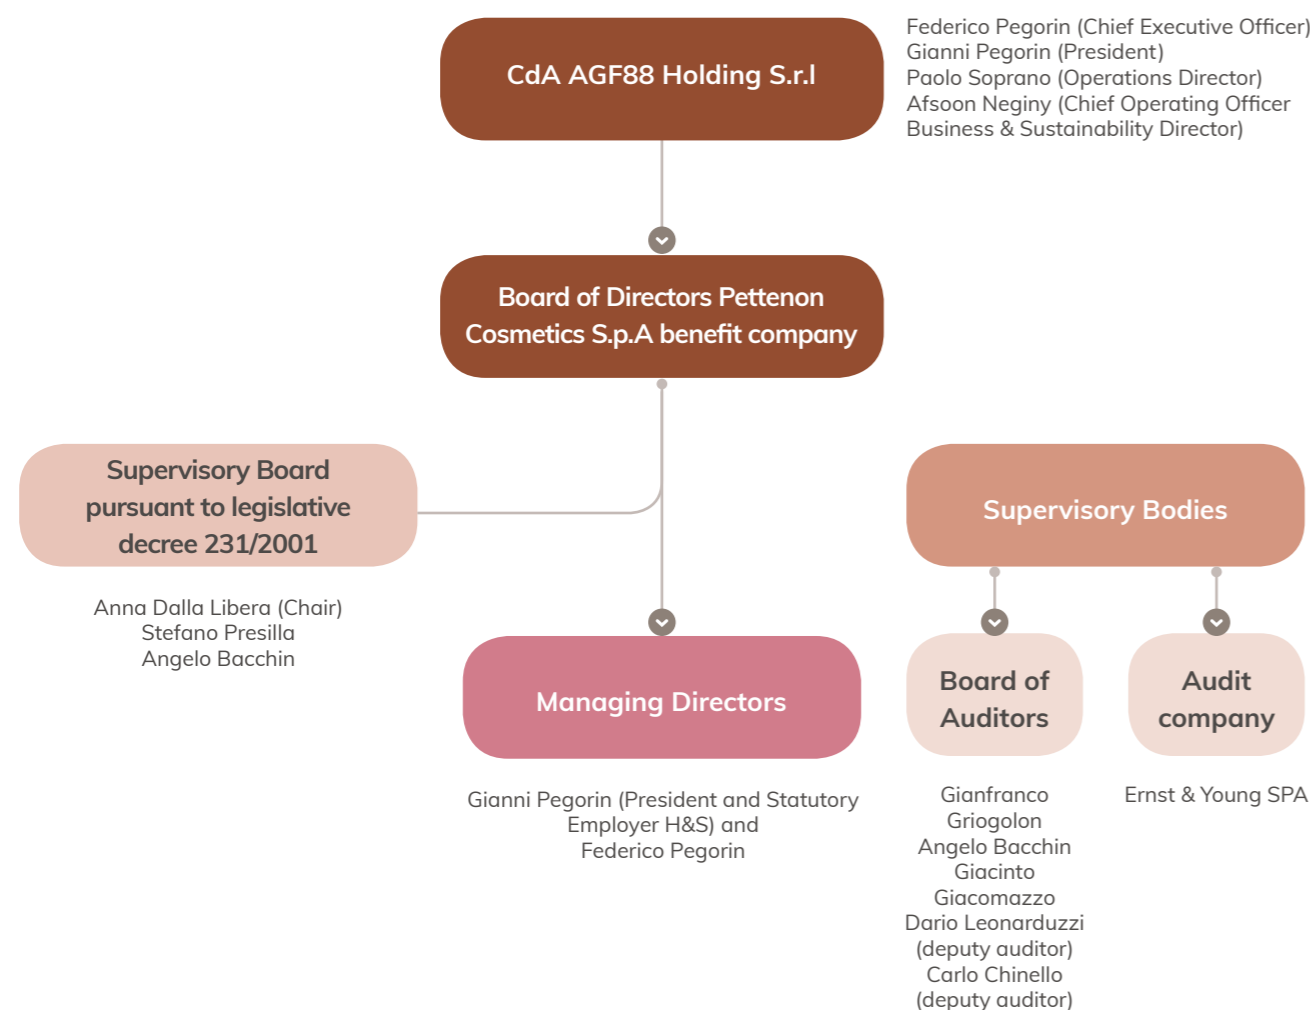 CdA AGF88 Holding S.r.l
Federico Pegorin (Chief Executive Officer)
Gianni Pegorin (President)
Paolo Soprano (Operations Director)
Afsoon Neginy (Chief Operating Officer
Business & Sustainability Director)
Board of Directors Pettenon
Cosmetics S.p.A benefit company
Supervisory Board
pursuant to legislative
decree 231/2001
Anna Dalla Libera (Chair)
Stefano Presilla
Angelo Bacchin
Managing Directors
Gianni Pegorin (President and Statutory
Employer H&S) and
Federico Pegorin
Supervisory Bodies
Board of
Auditors
Gianfranco
Griogolon
Angelo Bacchin
Giacinto
Giacomazzo
Dario Leonarduzzi
(deputy auditor)
Carlo Chinello
(deputy auditor)
Audit
company
Ernst & Young SPA